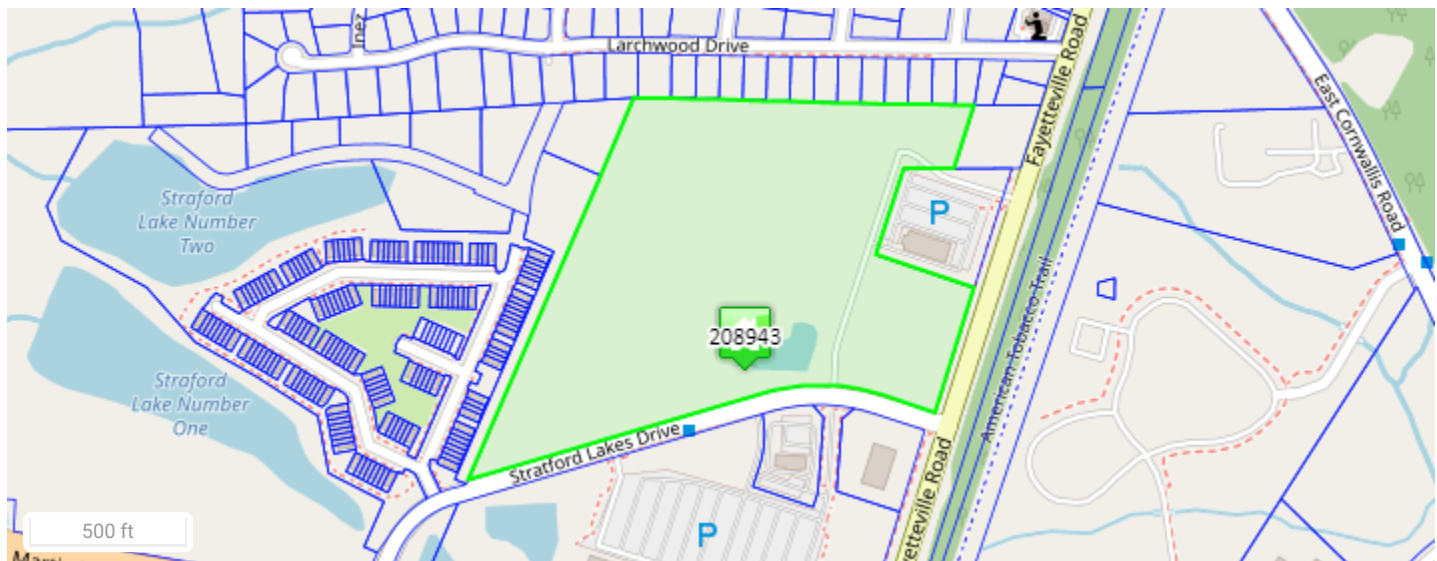 Inez
Larchwood Drive
Fayetteville Road
East Cornwallis Road
Straford
Lake Number
Two
P
American Tobacco Trail
208943
Straford
Lake Number
One
Stratford Lakes Drive
yetteville Road
P
500 ft